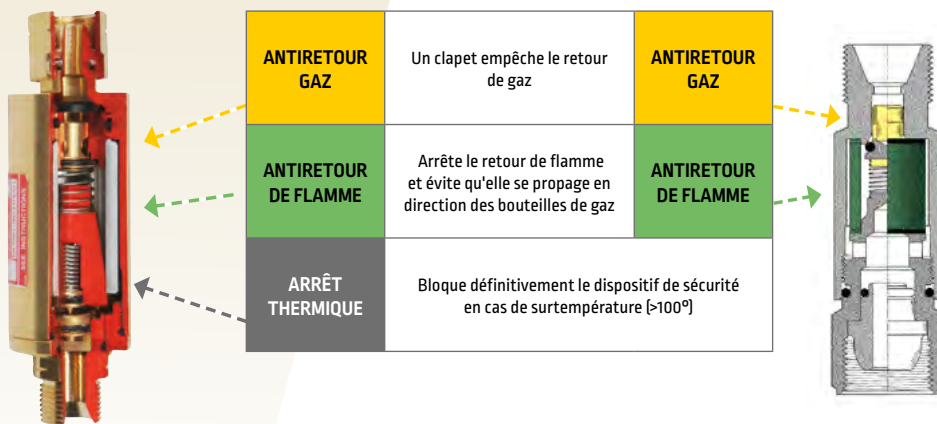 ANTIRETOUR
GAZ
Un clapet empêche le retour
de gaz
ANTIRETOUR
GAZ
ANTIRETOUR
DE FLAMME
Arrête le retour de flamme
et évite qu'elle se propage en
direction des bouteilles de gaz
ANTIRETOUR
DE FLAMME
ARRÊT
THERMIQUE
Bloque définitivement le dispositif de sécurité
en cas de surtempérature (>100°)
SEE INSTRUCTIONS